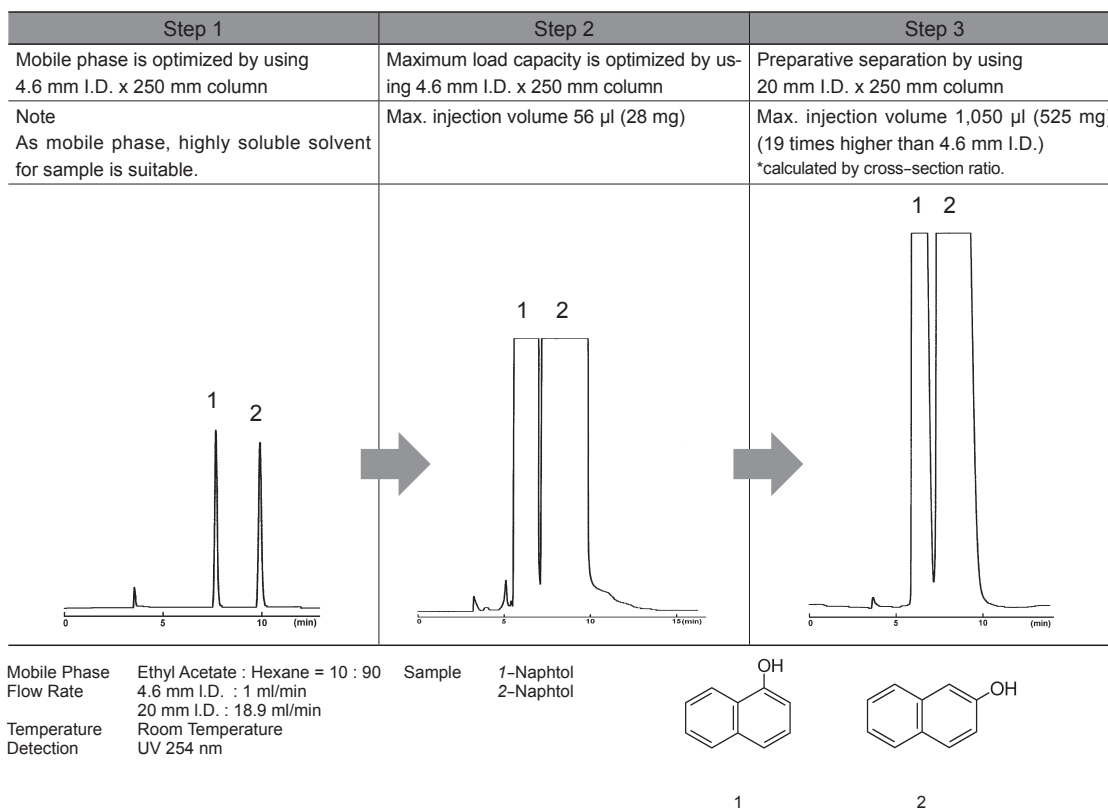 Step 1
Step 2
Step 3
Mobile phase is optimized by using
4.6 mm I.D. x 250 mm column
Maximum load capacity is optimized by us-
ing 4.6 mm I.D. x 250 mm column
Preparative separation by using
20 mm I.D. x 250 mm column
Note
As mobile phase, highly soluble solvent
for sample is suitable.
Max. injection volume 56 µl (28 mg)
Max. injection volume 1,050 µl (525 mg)
(19 times higher than 4.6 mm I.D.)
*calculated by cross-section ratio.
1
2
0 5 10 (min)
1 2
0 5 10 15(min)
1 2
0 5 10 (min)
Mobile Phase Ethyl Acetate : Hexane = 10 : 90
Flow Rate 4.6 mm I.D. : 1 ml/min
20 mm I.D. : 18.9 ml/min
Temperature Room Temperature
Detection UV 254 nm
Sample 1-Naphtol
2-Naphtol
OH
1
OH
2